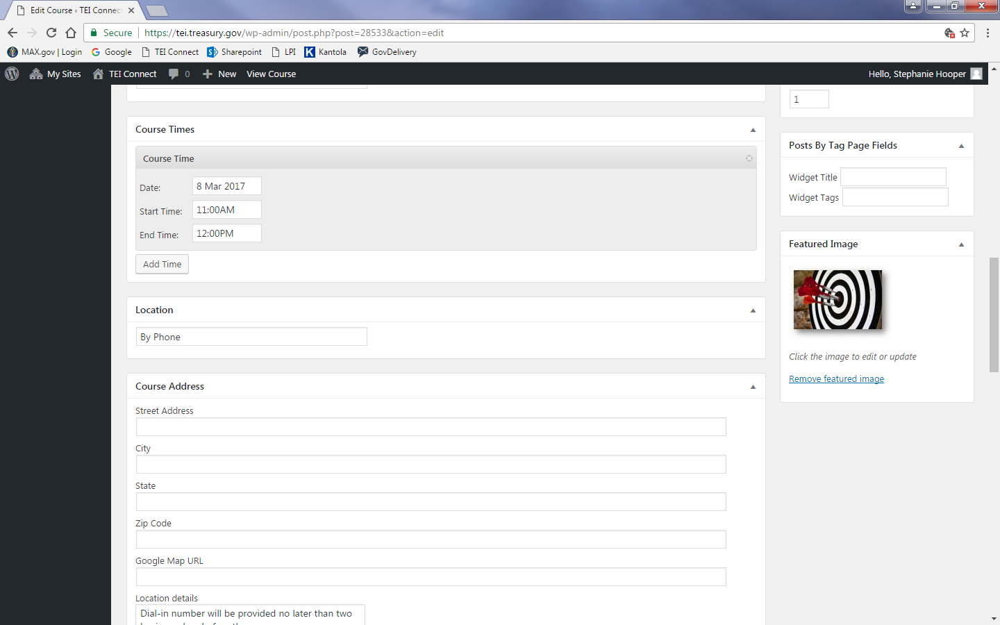 Edit Course ‹ TEI Connect
Secure
https://tei.treasury.gov/wp-admin/post.php?post=28533&action=edit
MAX.gov | Login Google TEI Connect Sharepoint LPI Kantola GovDelivery
My Sites TEI Connect 0 New View Course Hello, Stephanie Hooper
1
Course Times
Course Time
Date: 8 Mar 2017
Start Time: 11:00AM
End Time: 12:00PM
Add Time
Location
By Phone
Course Address
Street Address
City
State
Zip Code
Google Map URL
Location details
Dial-in number will be provided no later than two
Posts By Tag Page Fields
Widget Title
Widget Tags
Featured Image
Click the image to edit or update
Remove featured image